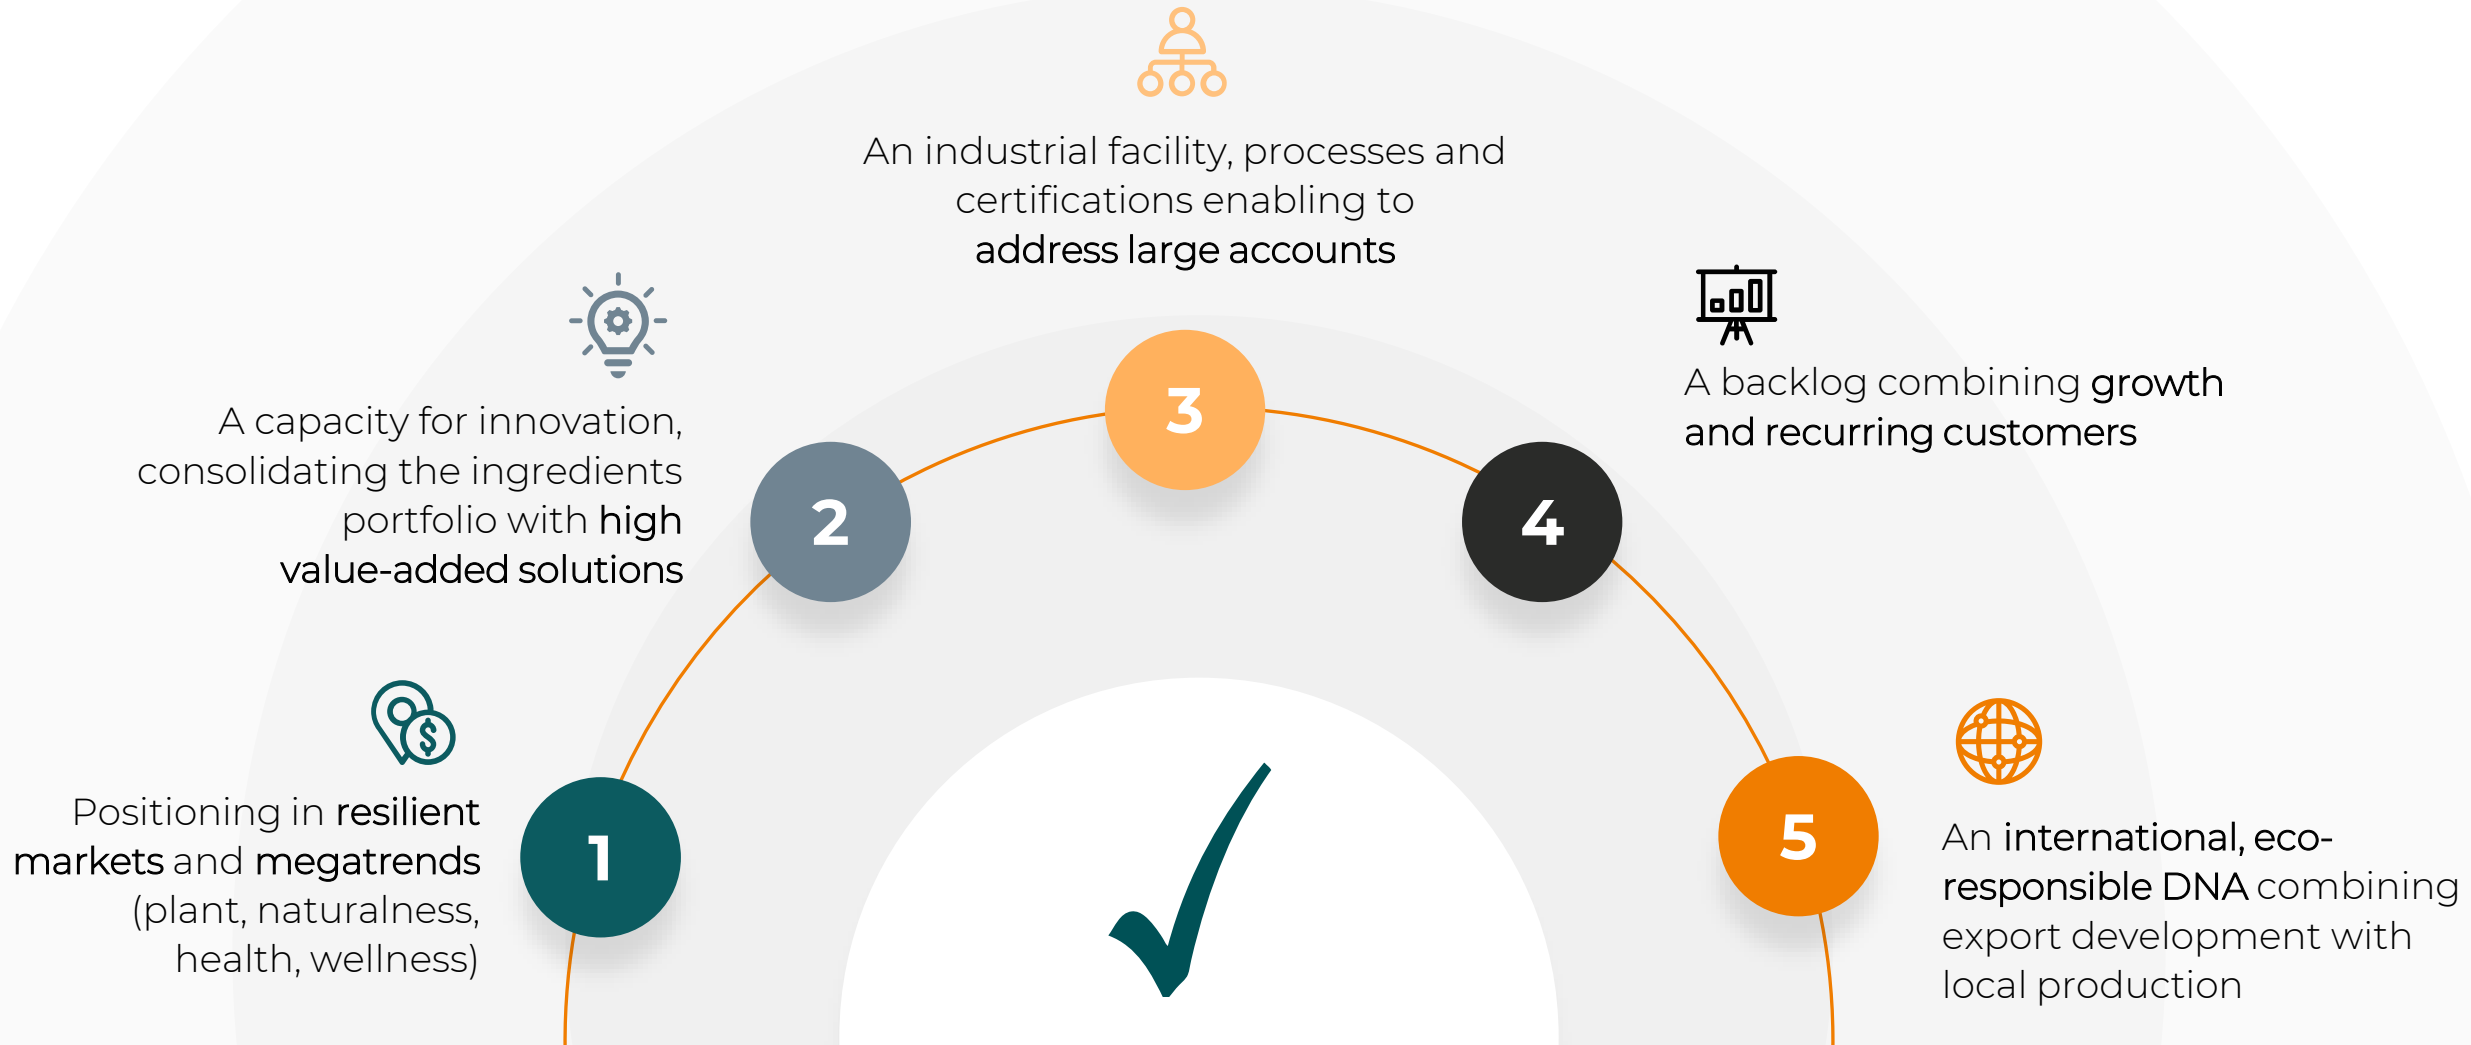 1
Positioning in resilient
markets and megatrends
(plant, naturalness,
health, wellness)
2
A capacity for innovation,
consolidating the ingredients
portfolio with high
value-added solutions
3
An industrial facility, processes and
certifications enabling to
address large accounts
4
A backlog combining growth
and recurring customers
5
An international, eco-
responsible DNA combining
export development with
local production
$